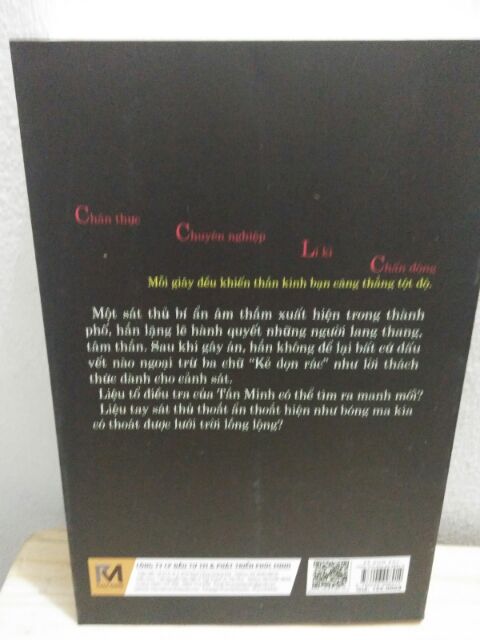 Chân thực
Chuyên nghiệp
Li kì
Chấn động
Mỗi giây đều khiến thần kinh bạn căng thẳng tột độ.
Một sát thủ bí ẩn âm thầm xuất hiện trong thành
phố, hắn lặng lẽ hành quyết những người lang thang,
tâm thần. Sau khi gây án, hắn không để lại bất cứ dấu
vết nào ngoại trừ ba chữ "Kẻ dọn rác" như lời thách
thức dành cho cảnh sát.
Liệu tổ điều tra của Tần Minh có thể tìm ra manh mối?
Liệu tay sát thủ thoắt ẩn thoắt hiện như bóng ma kia
có thoát được lưới trời lồng lộng?